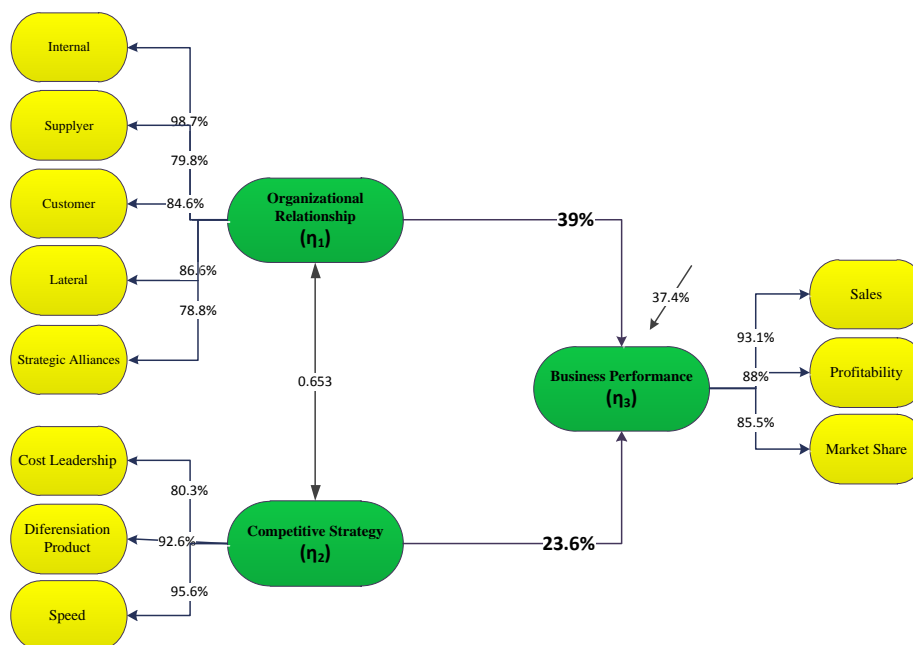 Internal
Supplyer
Customer
Lateral
Strategic Alliances
98.7%
79.8%
84.6%
86.6%
78.8%
Organizational
Relationship
(η1)
39%
37.4%
0.653
Business Performance
(η3)
93.1%
88%
85.5%
Sales
Profitability
Market Share
Cost Leadership
Diferensiation
Product
Speed
80.3%
92.6%
95.6%
Competitive Strategy
(η2)
23.6%